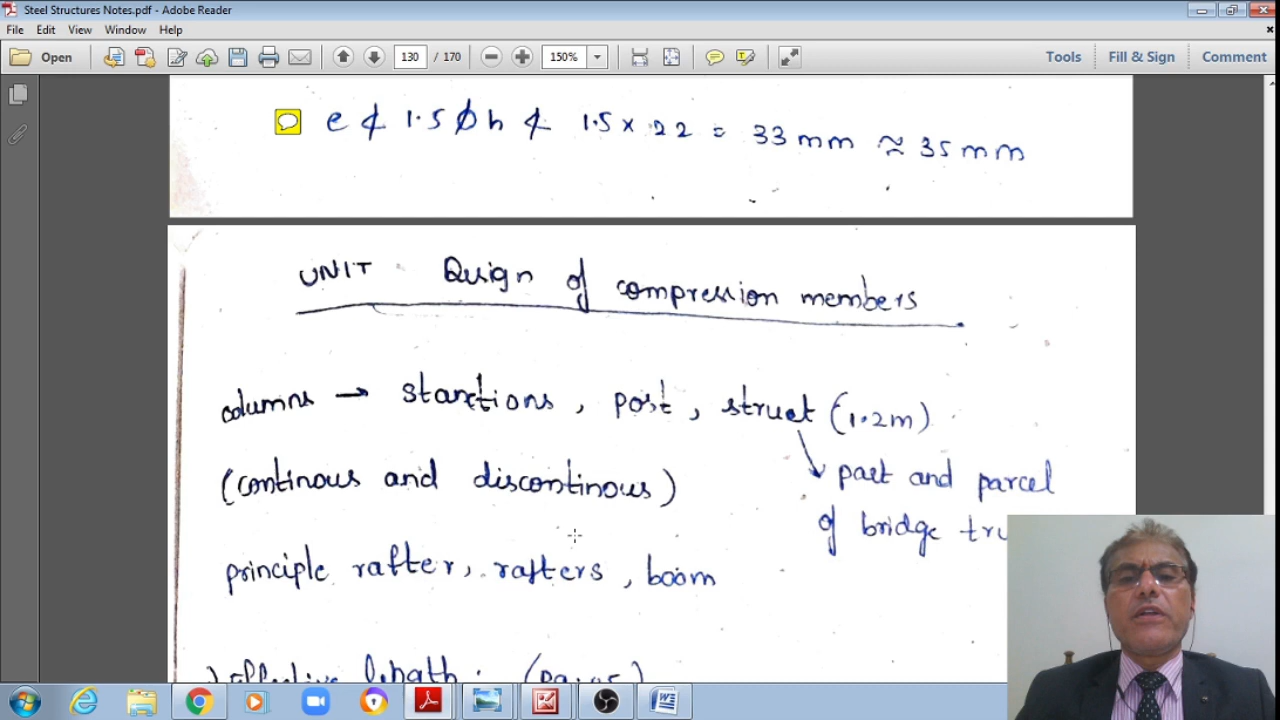 Steel Structures Notes.pdf - Adobe Reader
File Edit View Window Help
Open 130 / 170 150% Tools Fill & Sign Comment
e ≮ 1.5 ϕh ≮ 1.5 x 22 = 33 mm ≈ 35 mm
UNIT Design of compression members
columns → stanctions, post, struct (1.2m)
(continous and discontinous)
part and parcel
of bridge tru
principle rafter, rafters, boom
) effective length :